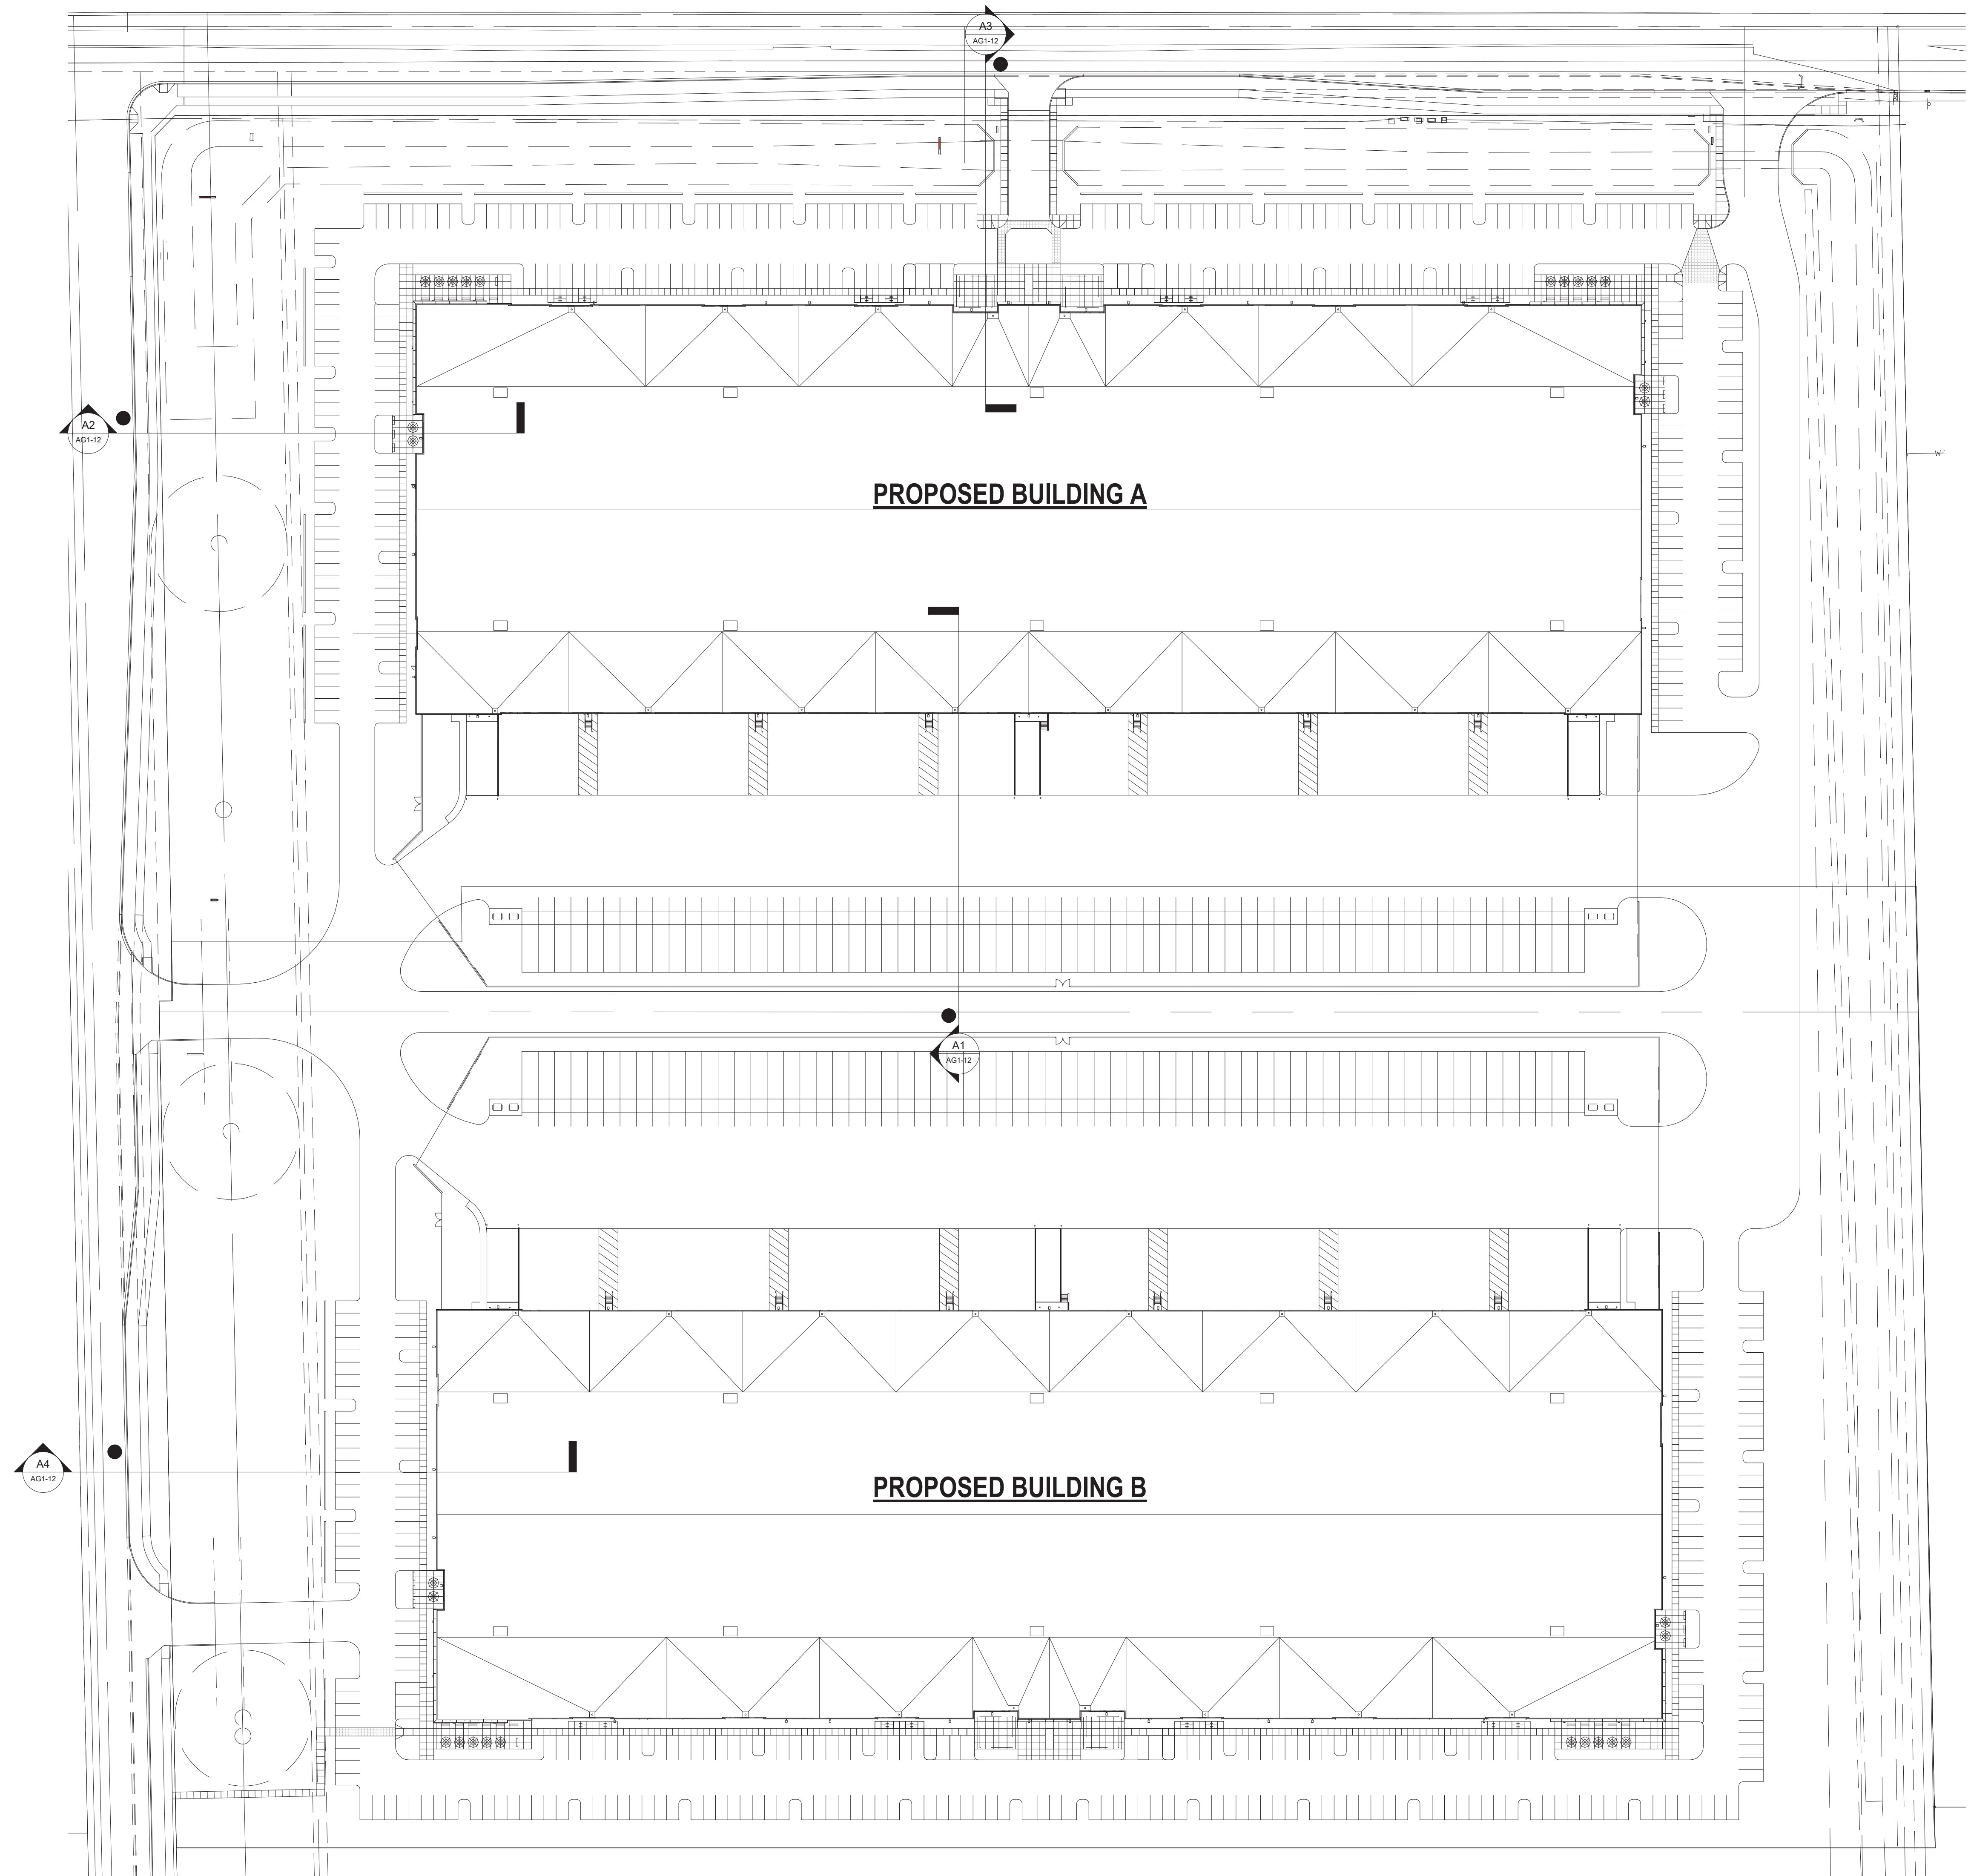 A3
AG1-12
A2
AG1-12
W
PROPOSED BUILDING A
A1
AG1-12
A4
AG1-12
PROPOSED BUILDING B